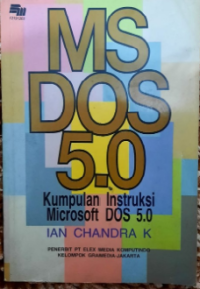 MS
DOS
5.0
Kumpulan Instruksi
Microsoft DOS 5.0
IAN CHANDRA K
PENERBIT PT ELEX MEDIA KOMPUTINDO
KELOMPOK GRAMEDIA-JAKARTA